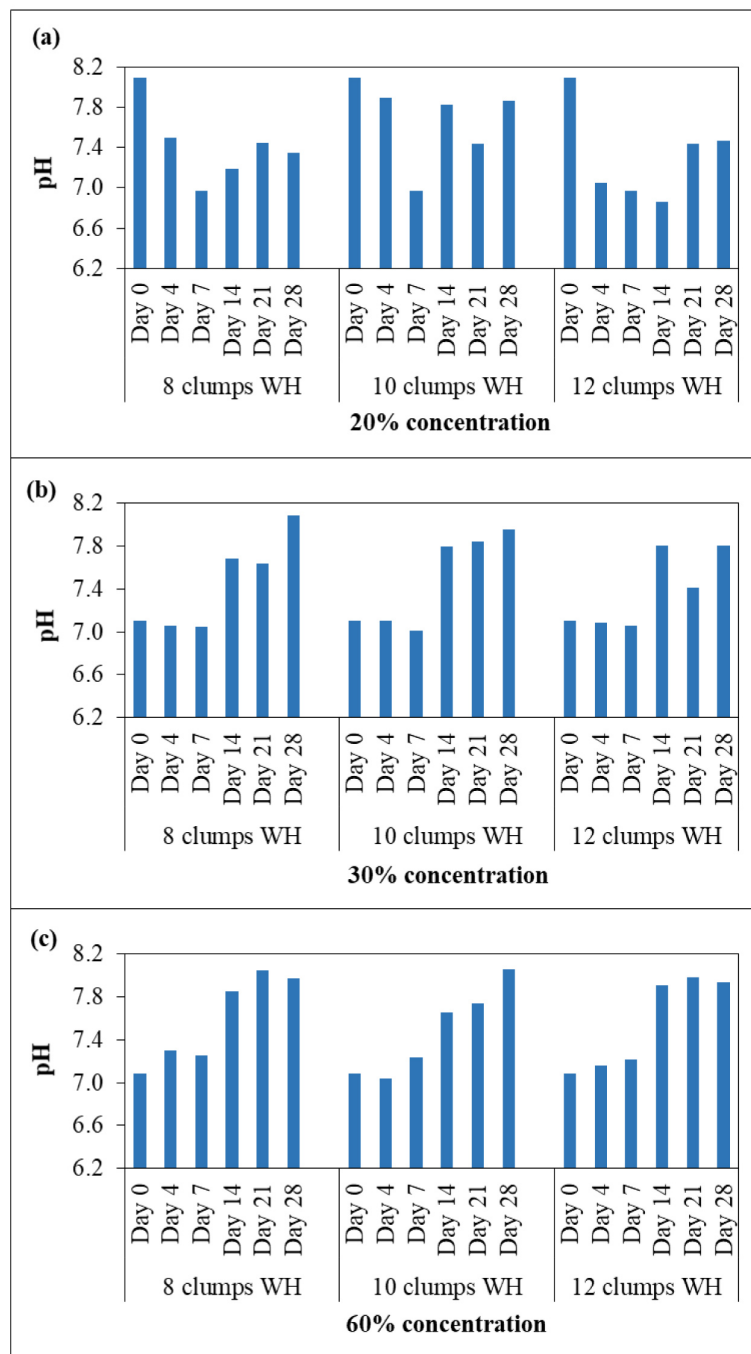 (a)
8.2
7.8
7.4
7.0
6.6
6.2
pH
Day 0 Day 4 Day 7 Day 14 Day 21 Day 28 Day 0 Day 4 Day 7 Day 14 Day 21 Day 28 Day 0 Day 4 Day 7 Day 14 Day 21 Day 28
8 clumps WH 10 clumps WH 12 clumps WH
20% concentration
(b)
8.2
7.8
7.4
7.0
6.6
6.2
pH
Day 0 Day 4 Day 7 Day 14 Day 21 Day 28 Day 0 Day 4 Day 7 Day 14 Day 21 Day 28 Day 0 Day 4 Day 7 Day 14 Day 21 Day 28
8 clumps WH 10 clumps WH 12 clumps WH
30% concentration
(c)
8.2
7.8
7.4
7.0
6.6
6.2
pH
Day 0 Day 4 Day 7 Day 14 Day 21 Day 28 Day 0 Day 4 Day 7 Day 14 Day 21 Day 28 Day 0 Day 4 Day 7 Day 14 Day 21 Day 28
8 clumps WH 10 clumps WH 12 clumps WH
60% concentration